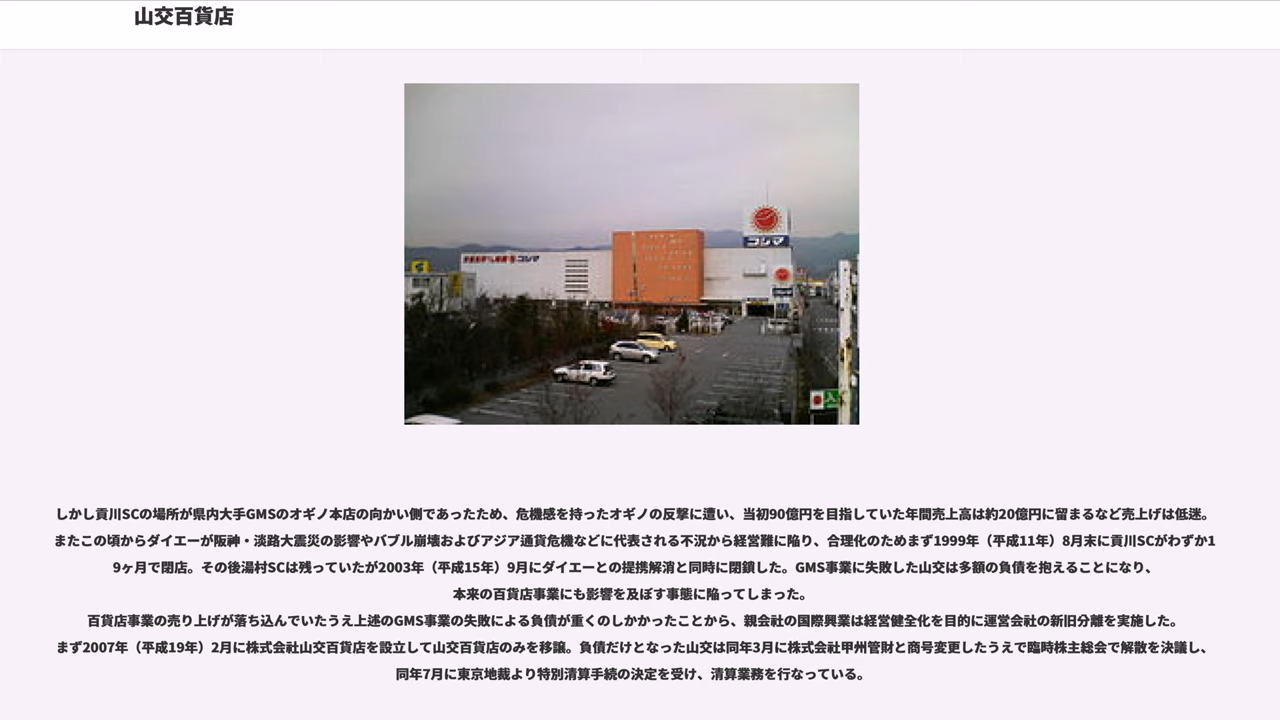 山交百貨店
コジマ
コジマ
しかし貢川SCの場所が県内大手GMSのオギノ本店の向かい側であったため、危機感を持ったオギノの反撃に遭い、当初90億円を目指していた年間売上高は約20億円に留まるなど売上げは低迷。
またこの頃からダイエーが阪神・淡路大震災の影響やバブル崩壊およびアジア通貨危機などに代表される不況から経営難に陥り、合理化のためまず1999年（平成11年）8月末に貢川SCがわずか1
9ヶ月で閉店。その後湯村SCは残っていたが2003年（平成15年）9月にダイエーとの提携解消と同時に閉鎖した。GMS事業に失敗した山交は多額の負債を抱えることになり、
本来の百貨店事業にも影響を及ぼす事態に陥ってしまった。
百貨店事業の売り上げが落ち込んでいたうえ上述のGMS事業の失敗による負債が重くのしかかったことから、親会社の国際興業は経営健全化を目的に運営会社の新旧分離を実施した。
まず2007年（平成19年）2月に株式会社山交百貨店を設立して山交百貨店のみを移譲。負債だけとなった山交は同年3月に株式会社甲州管財と商号変更したうえで臨時株主総会で解散を決議し、
同年7月に東京地裁より特別清算手続の決定を受け、清算業務を行なっている。